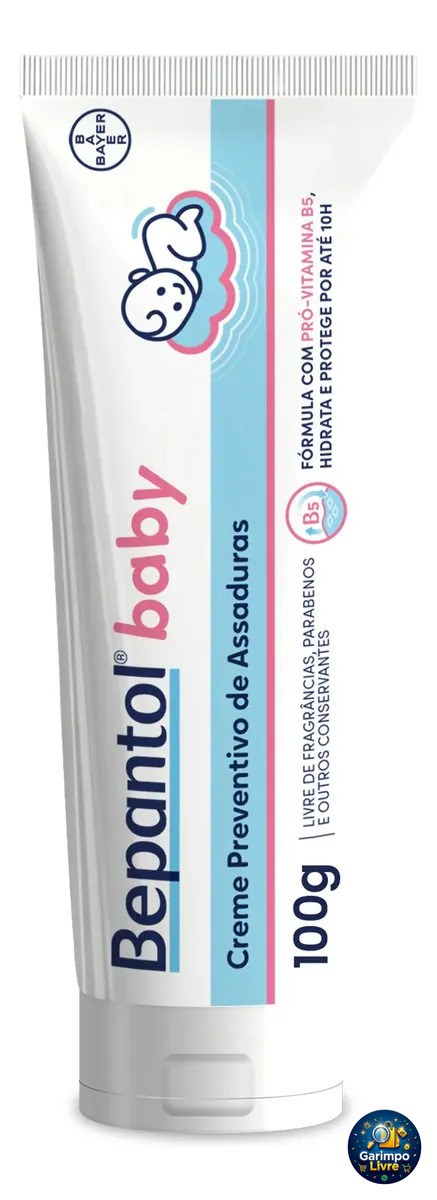 BAYER
BAYER
Bepantol® baby
Creme Preventivo de Assaduras
FÓRMULA COM PRÓ-VITAMINA B5,
HIDRATA E PROTEGE POR ATÉ 10H
B5
LIVRE DE FRAGRÂNCIAS, PARABENOS
E OUTROS CONSERVANTES
100g
Garimpo
Livre